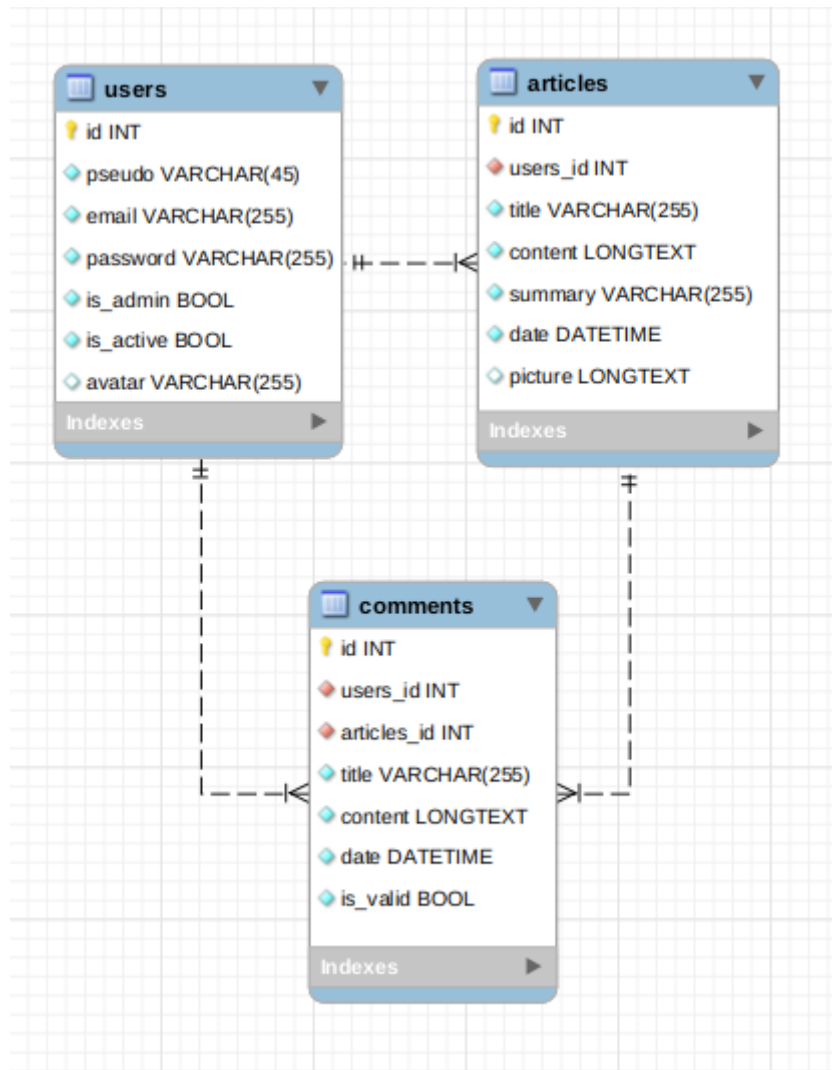 users
id INT
pseudo VARCHAR(45)
email VARCHAR(255)
password VARCHAR(255)
is_admin BOOL
is_active BOOL
avatar VARCHAR(255)
Indexes
articles
id INT
users_id INT
title VARCHAR(255)
content LONGTEXT
summary VARCHAR(255)
date DATETIME
picture LONGTEXT
Indexes
comments
id INT
users_id INT
articles_id INT
title VARCHAR(255)
content LONGTEXT
date DATETIME
is_valid BOOL
Indexes